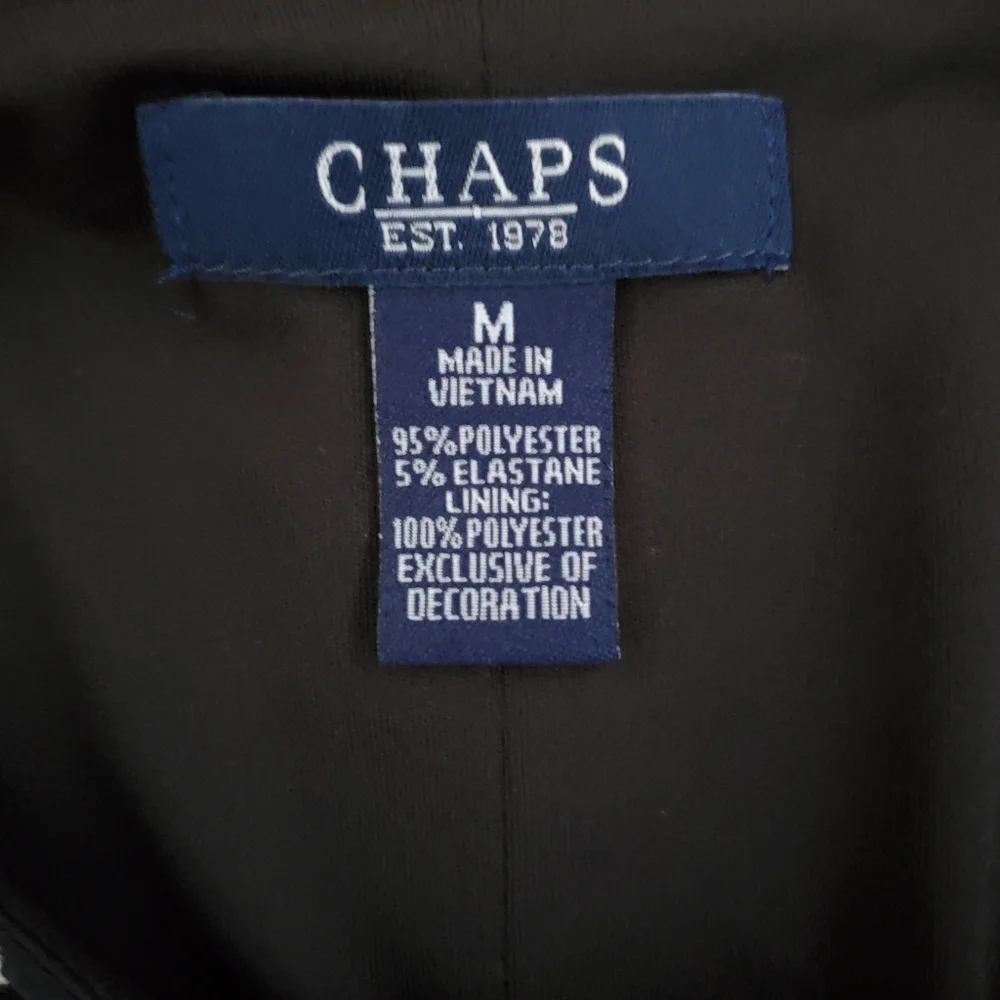 CHAPS
EST. 1978
M
MADE IN
VIETNAM
95% POLYESTER
5% ELASTANE
LINING:
100% POLYESTER
EXCLUSIVE OF
DECORATION